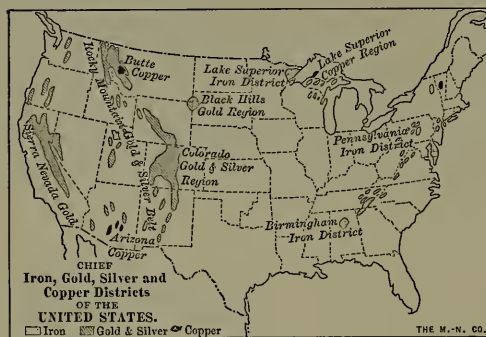 Butte
Copper
Rocky Mountain Gold & Silver Belt
Lake Superior
Iron District
Lake Superior
Copper Region
Black Hills
Gold Region
Pennsylvania
Iron District
Colorado
Gold & Silver
Region
Sierra Nevada Gold
Birmingham
Iron District
Arizona
Copper
CHIEF
Iron, Gold, Silver and
Copper Districts
OF THE
UNITED STATES.
Iron Gold & Silver Copper
THE M.-N. CO.